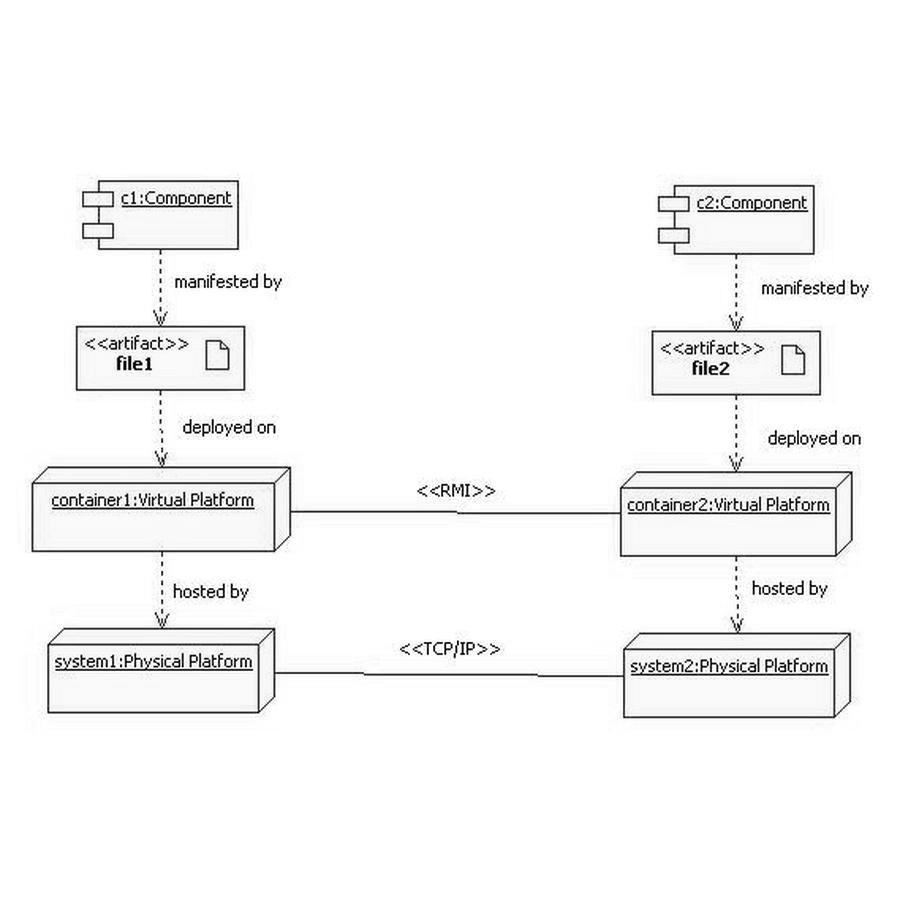 c1:Component
c2:Component
manifested by
manifested by
<<artifact>>
file1
<<artifact>>
file2
deployed on
deployed on
container1:Virtual Platform
<<RMI>>
container2:Virtual Platform
hosted by
hosted by
system1:Physical Platform
<<TCP/IP>>
system2:Physical Platform